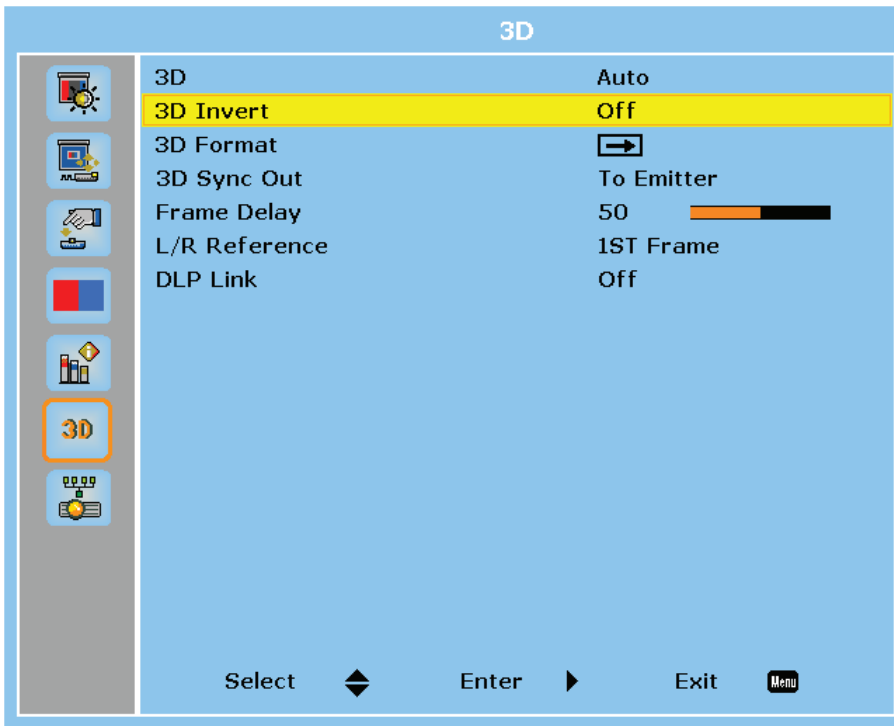 3D
3D Auto
3D Invert Off
3D Format
3D Sync Out To Emitter
Frame Delay 50
L/R Reference 1ST Frame
DLP Link Off
3D
Select Enter Exit Menu